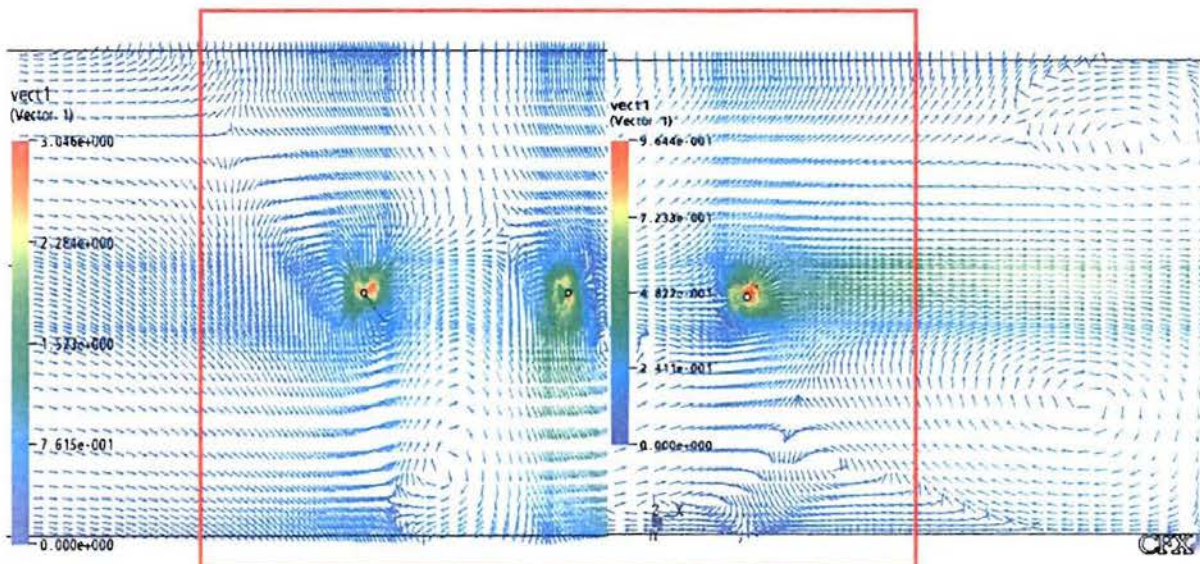 vect1
(Vector 1)
3.046e+000
2.284e+000
1.523e+000
7.615e-001
0.000e+000
vect1
(Vector 1)
9.644e-001
7.233e-001
4.822e-001
2.411e-001
0.000e+000
Z X
CFX